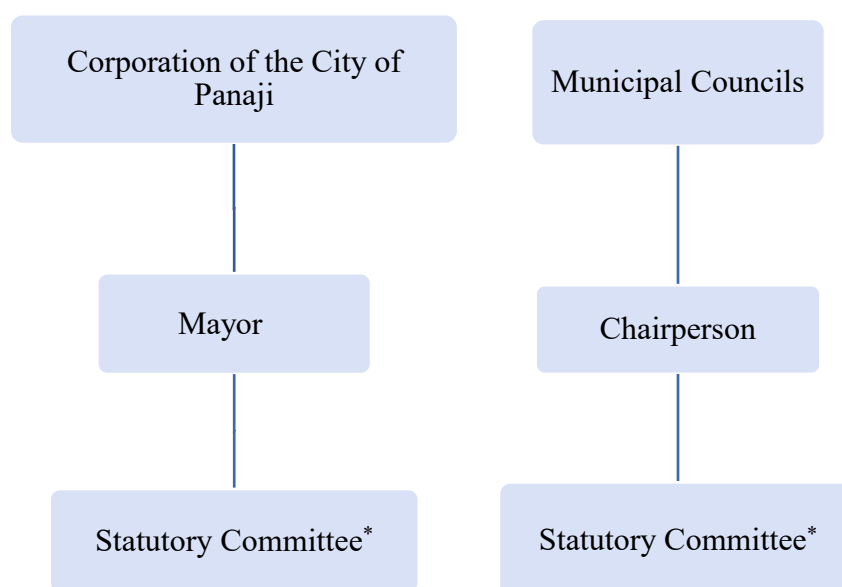 Corporation of the City of
Panaji
Municipal Councils
Mayor
Chairperson
Statutory Committee*
Statutory Committee*